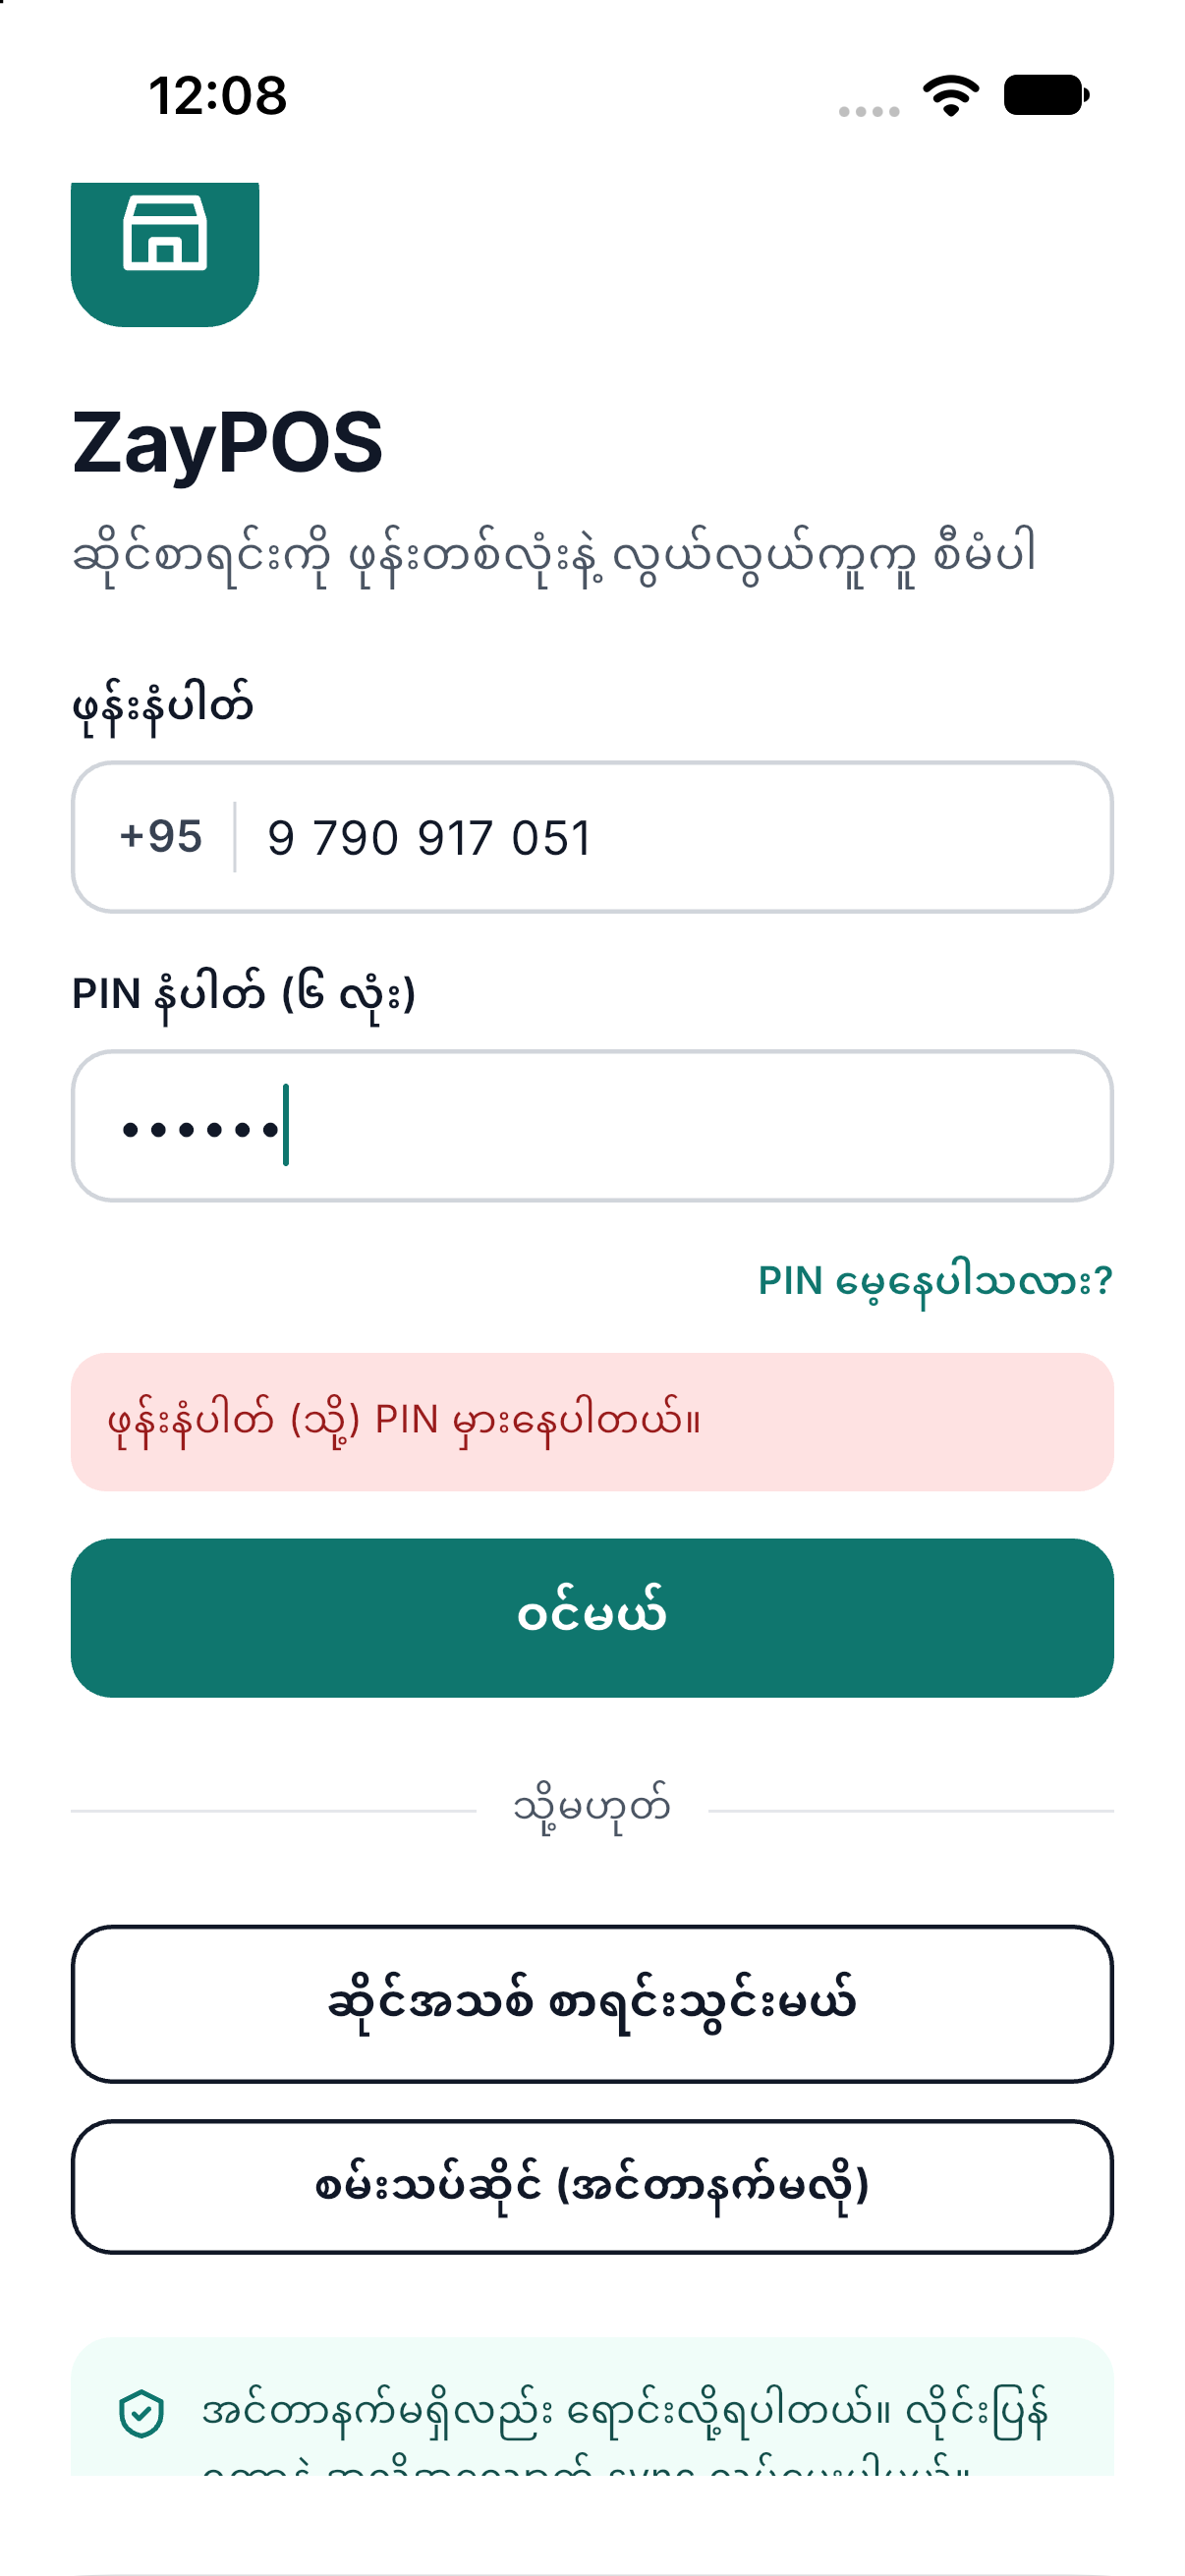 12:08
ZayPOS
ဆိုင်စာရင်းကို ဖုန်းတစ်လုံးနဲ့ လွယ်လွယ်ကူကူ စီမံပါ
ဖုန်းနံပါတ်
+95 9 790 917 051
PIN နံပါတ် (၆ လုံး)
••••••
PIN မေ့နေပါသလား?
ဖုန်းနံပါတ် (သို့) PIN မှားနေပါတယ်။
ဝင်မယ်
သို့မဟုတ်
ဆိုင်အသစ် စာရင်းသွင်းမယ်
စမ်းသပ်ဆိုင် (အင်တာနက်မလို)
အင်တာနက်မရှိလည်း ရောင်းလို့ရပါတယ်။ လိုင်းပြန်